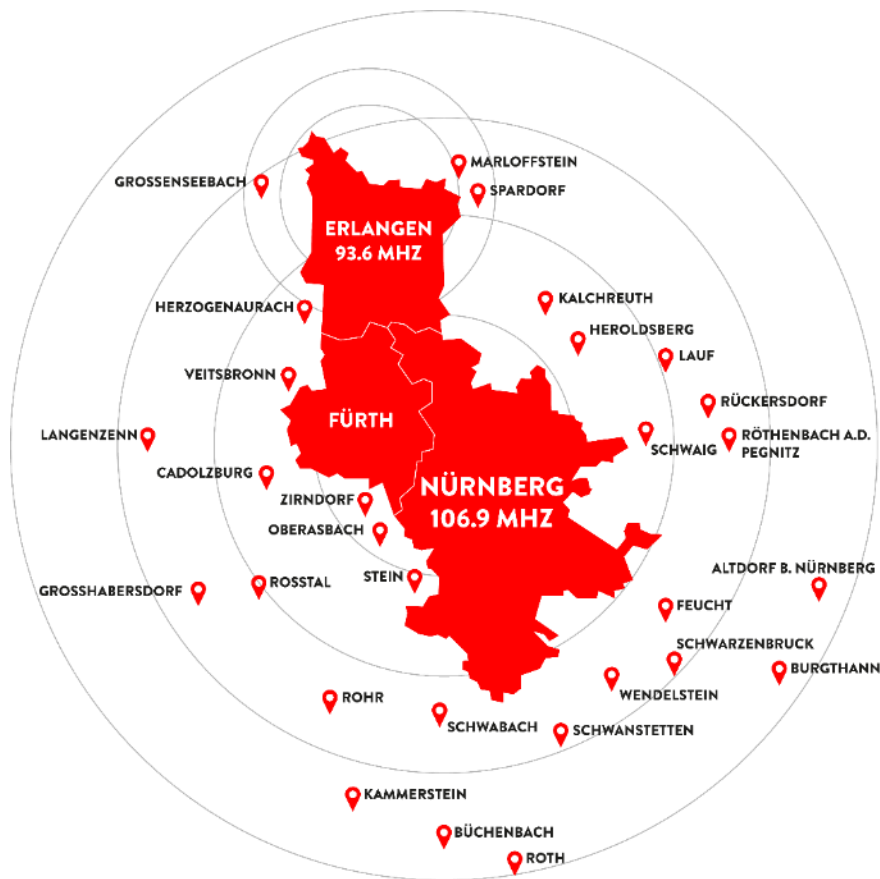 MARLOFFSTEIN
GROSSENSEEBACH
SPARDORF
ERLANGEN
93.6 MHZ
KALCHREUTH
HERZOGENAURACH
HEROLDSBERG
LAUF
VEITSBRONN
RÜCKERSDORF
FÜRTH
LANGENZENN
SCHWAIG
RÖTHENBACH A.D.
PEGNITZ
CADOLZBURG
NÜRNBERG
106.9 MHZ
ZIRNDORF
OBERASBACH
STEIN
ALTDORF B. NÜRNBERG
ROSSTAL
GROSSHABERSDORF
FEUCHT
SCHWARZENBRUCK
BURGTHANN
WENDELSTEIN
ROHR
SCHWABACH
SCHWANSTETTEN
KAMMERSTEIN
BÜCHENBACH
ROTH